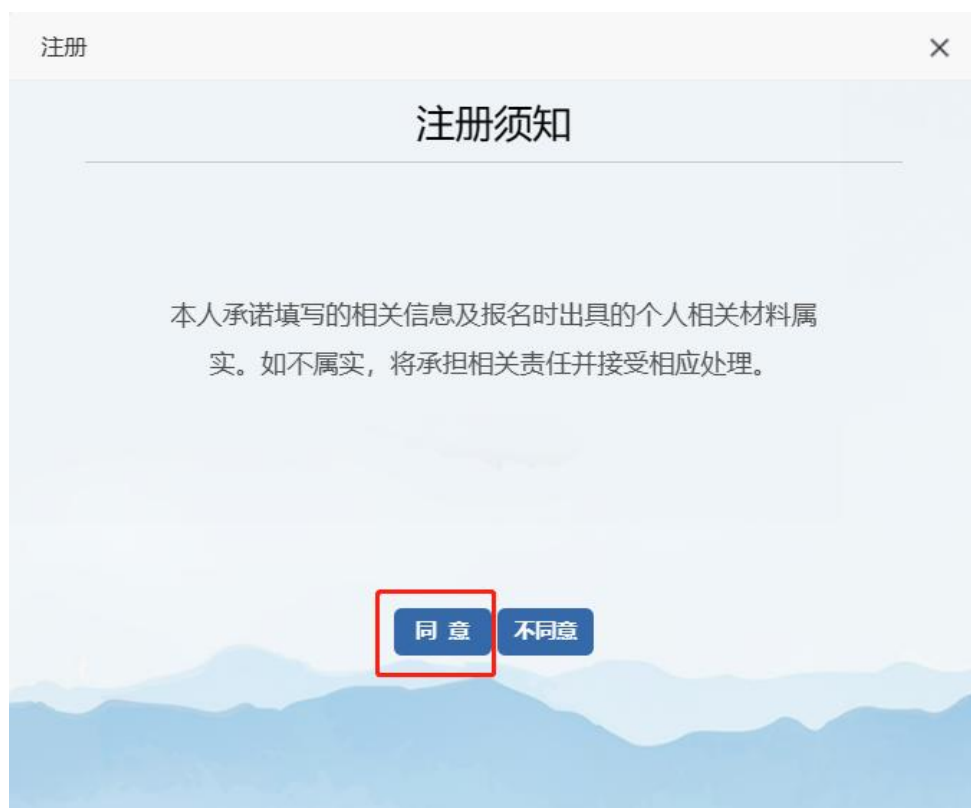 注册
注册须知
本人承诺填写的相关信息及报名时出具的个人相关材料属
实。如不属实，将承担相关责任并接受相应处理。
同 意 不同意